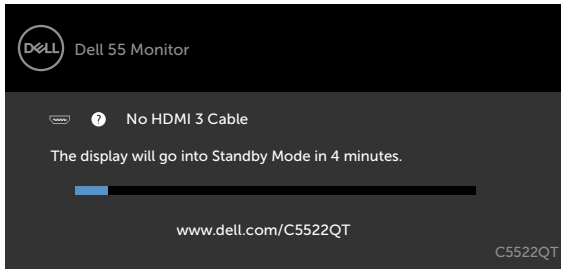 DELL Dell 55 Monitor
? No HDMI 3 Cable
The display will go into Standby Mode in 4 minutes.
www.dell.com/C5522QT
C5522QT